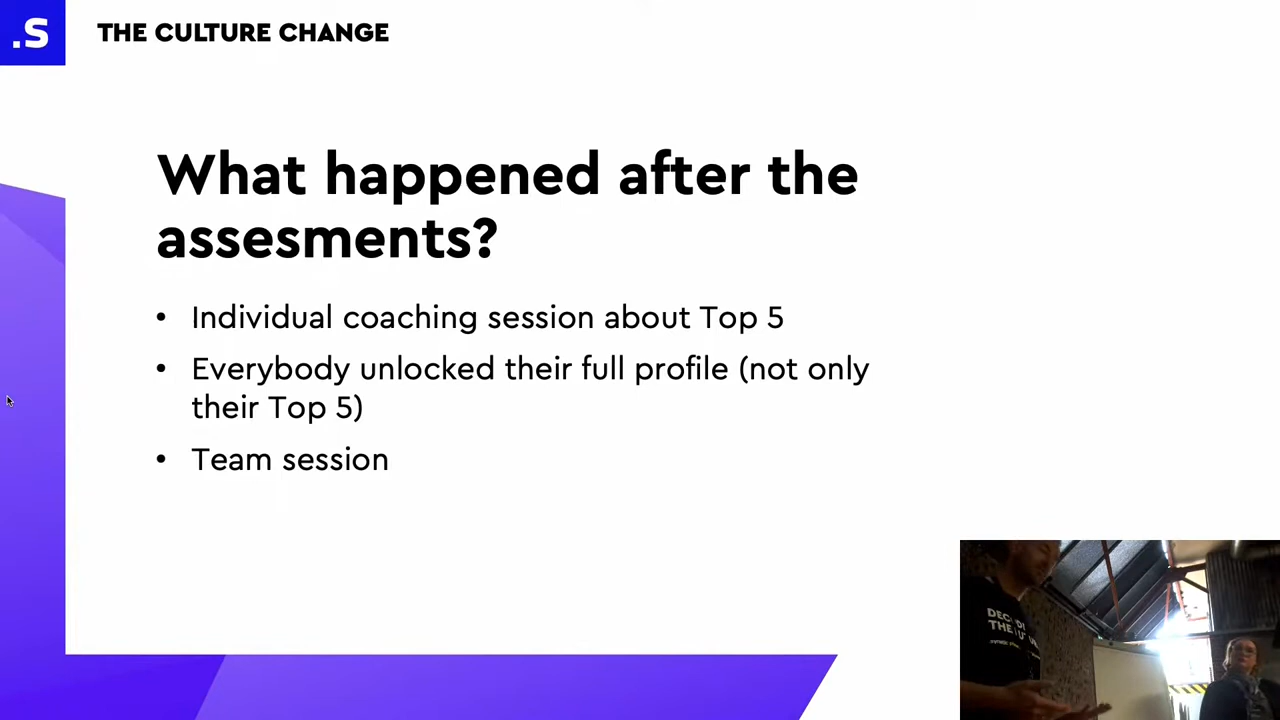 .S
THE CULTURE CHANGE
What happened after the
assesments?
• Individual coaching session about Top 5
• Everybody unlocked their full profile (not only
their Top 5)
• Team session
THE